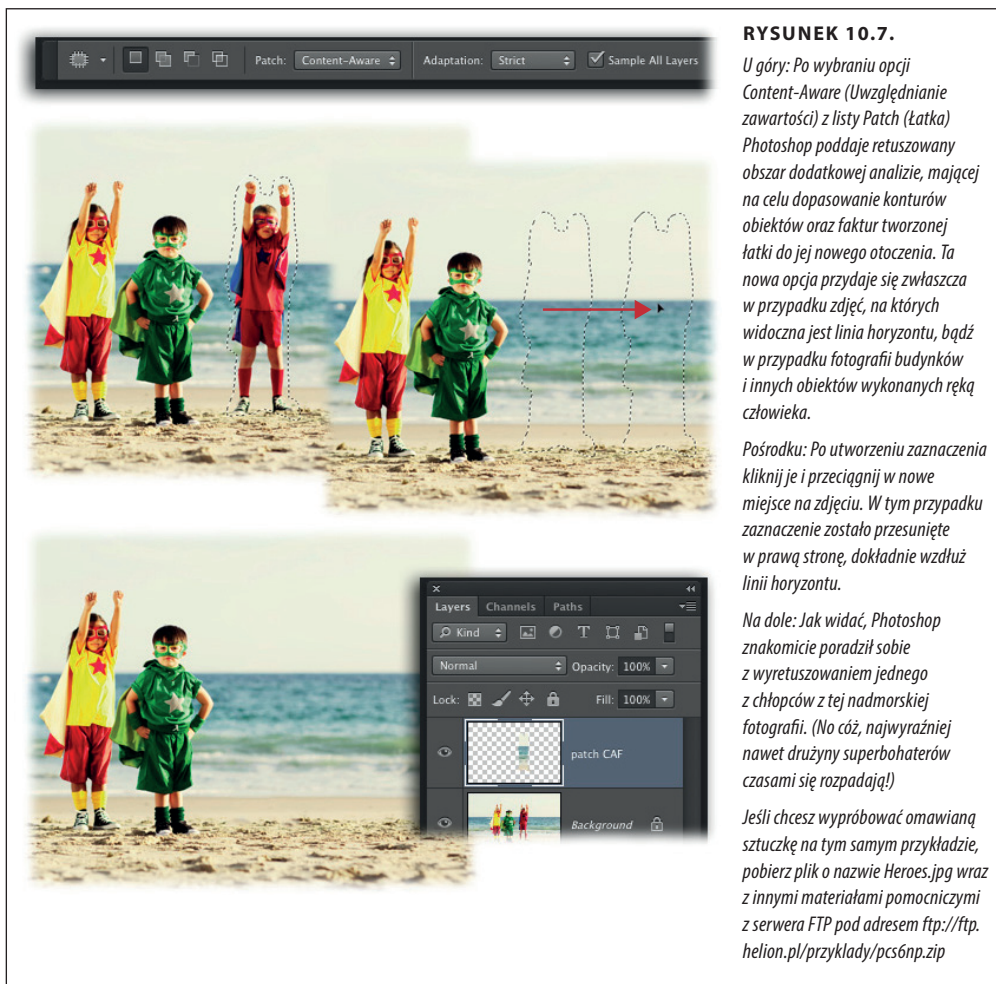 Patch: Content-Aware Adaptation: Strict Sample All Layers
RYSUNEK 10.7.
U góry: Po wybraniu opcji
Content-Aware (Uwzględnianie
zawartości) z listy Patch (Łatka)
Photoshop poddaje retuszowany
obszar dodatkowej analizie, mającej
na celu dopasowanie konturów
obiektów oraz faktur tworzonej
łatki do jej nowego otoczenia. Ta
nowa opcja przydaje się zwłaszcza
w przypadku zdjęć, na których
widoczna jest linia horyzontu, bądź
w przypadku fotografii budynków
i innych obiektów wykonanych ręką
człowieka.
Pośrodku: Po utworzeniu zaznaczenia
kliknij je i przeciągnij w nowe
miejsce na zdjęciu. W tym przypadku
zaznaczenie zostało przesunięte
w prawą stronę, dokładnie wzdłuż
linii horyzontu.
Na dole: Jak widać, Photoshop
znakomicie poradził sobie
z wyretuszowaniem jednego
z chłopców z tej nadmorskiej
fotografii. (No cóż, najwyraźniej
nawet drużyny superbohaterów
czasami się rozpadają!)
Jeśli chcesz wypróbować omawianą
sztuczkę na tym samym przykładzie,
pobierz plik o nazwie Heroes.jpg wraz
z innymi materiałami pomocniczymi
z serwera FTP pod adresem ftp://ftp.
helion.pl/przyklady/pcs6np.zip
Layers Channels Paths
Kind T
Normal Opacity: 100%
Lock: Fill: 100%
patch CAF
Background